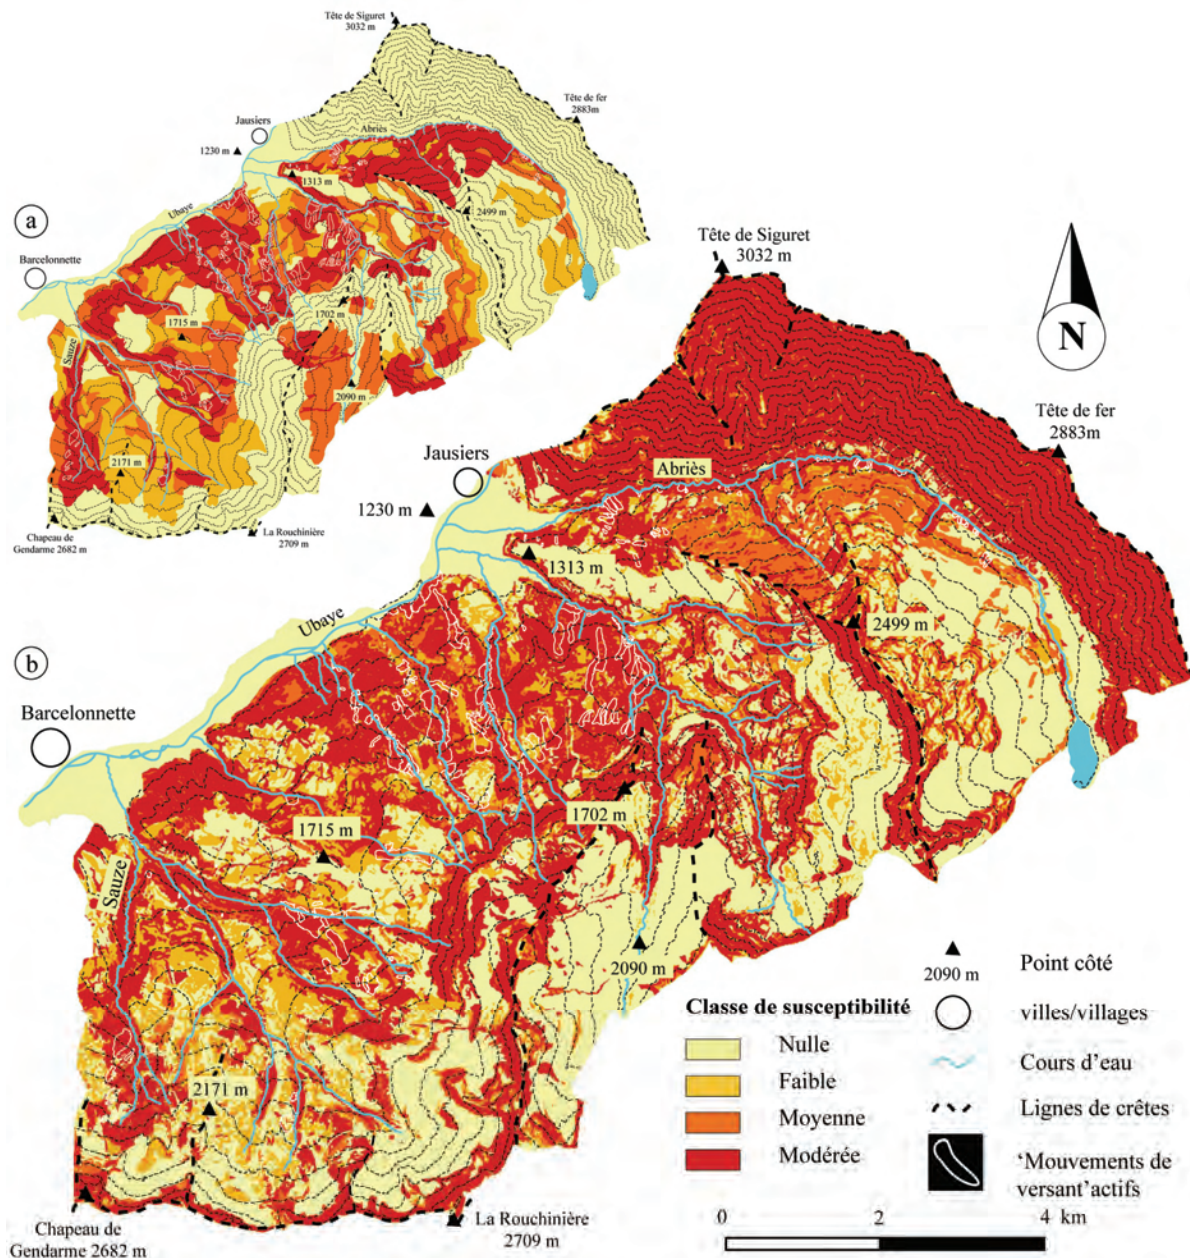 Tête de Siguret
3032 m
Tête de fer
2883m
Jausiers
Abriès
1230 m
1313 m
a
Ubaye
2499 m
Barcelonnette
1702 m
1715 m
Sauze
2090 m
2171 m
Chapeau de
Gendarme 2682 m
La Rouchinière
2709 m
Tête de Siguret
3032 m
N
Tête de fer
2883m
Jausiers
Abriès
1230 m
1313 m
Ubaye
2499 m
b
Barcelonnette
1702 m
1715 m
Sauze
2090 m
2171 m
Chapeau de
Gendarme 2682 m
La Rouchinière
2709 m
Classe de susceptibilité
Nulle
Faible
Moyenne
Modérée
2090 m
Point côté
villes/villages
Cours d'eau
Lignes de crêtes
‘Mouvements de
versant’actifs
0 2 4 km